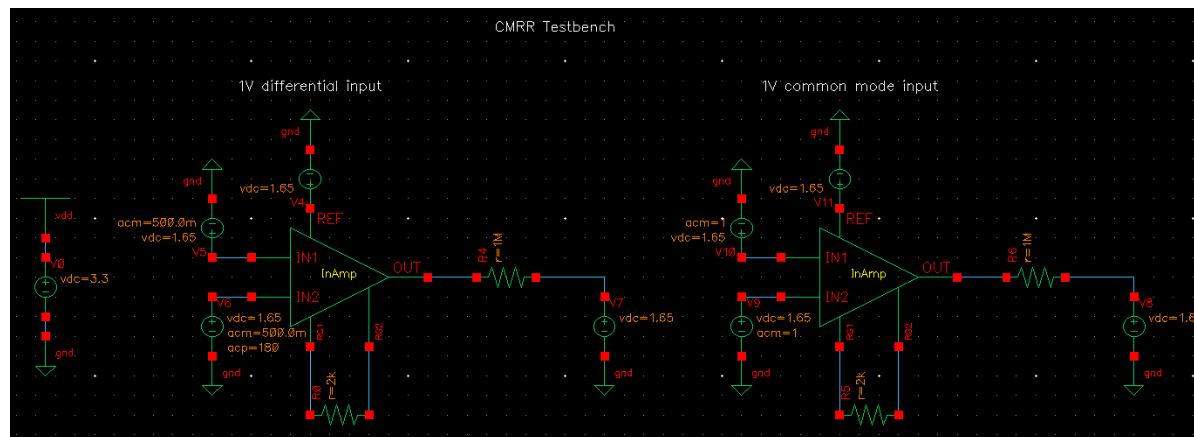 CMRR Testbench
1V differential input
1V common mode input
gnd
gnd
vdc=1.65
vdc=1.65
gnd
gnd
V4
V11
vdd
REF
REF
acm=500.0m
acm=1
vdc=1.65
vdc=1.65
V5
V10
IN1
IN1
V0
InAmp
OUT
R4
r=1M
InAmp
OUT
R6
r=1M
vdc=3.3
V6
IN2
V9
IN2
V7
V8
vdc=1.65
vdc=1.65
vdc=1.65
vdc=1.6
acm=500.0m
acm=1
acp=180
RG1
RG2
RG1
RG2
gnd
gnd
gnd
gnd
gnd
R0
r=2k
R5
r=2k